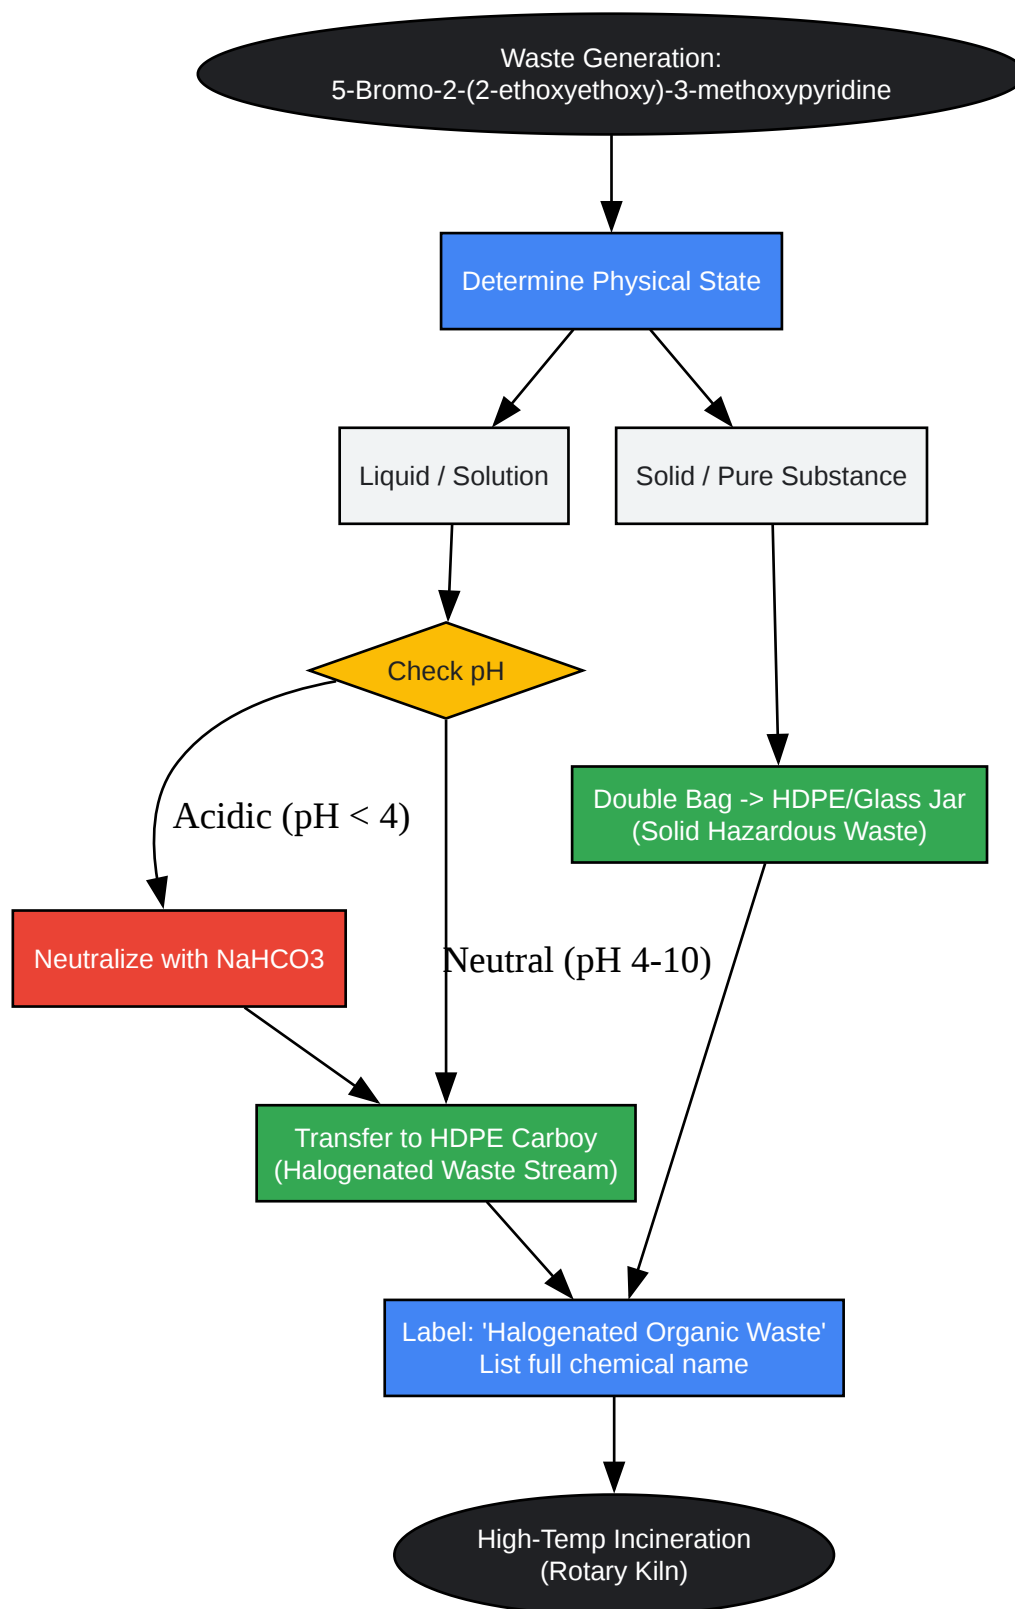 Waste Generation:
5-Bromo-2-(2-ethoxyethoxy)-3-methoxypyridine
Determine Physical State
Liquid / Solution
Solid / Pure Substance
Check pH
Acidic (pH < 4)
Double Bag -> HDPE/Glass Jar
(Solid Hazardous Waste)
Neutralize with NaHCO3
Neutral (pH 4-10)
Transfer to HDPE Carboy
(Halogenated Waste Stream)
Label: 'Halogenated Organic Waste'
List full chemical name
High-Temp Incineration
(Rotary Kiln)